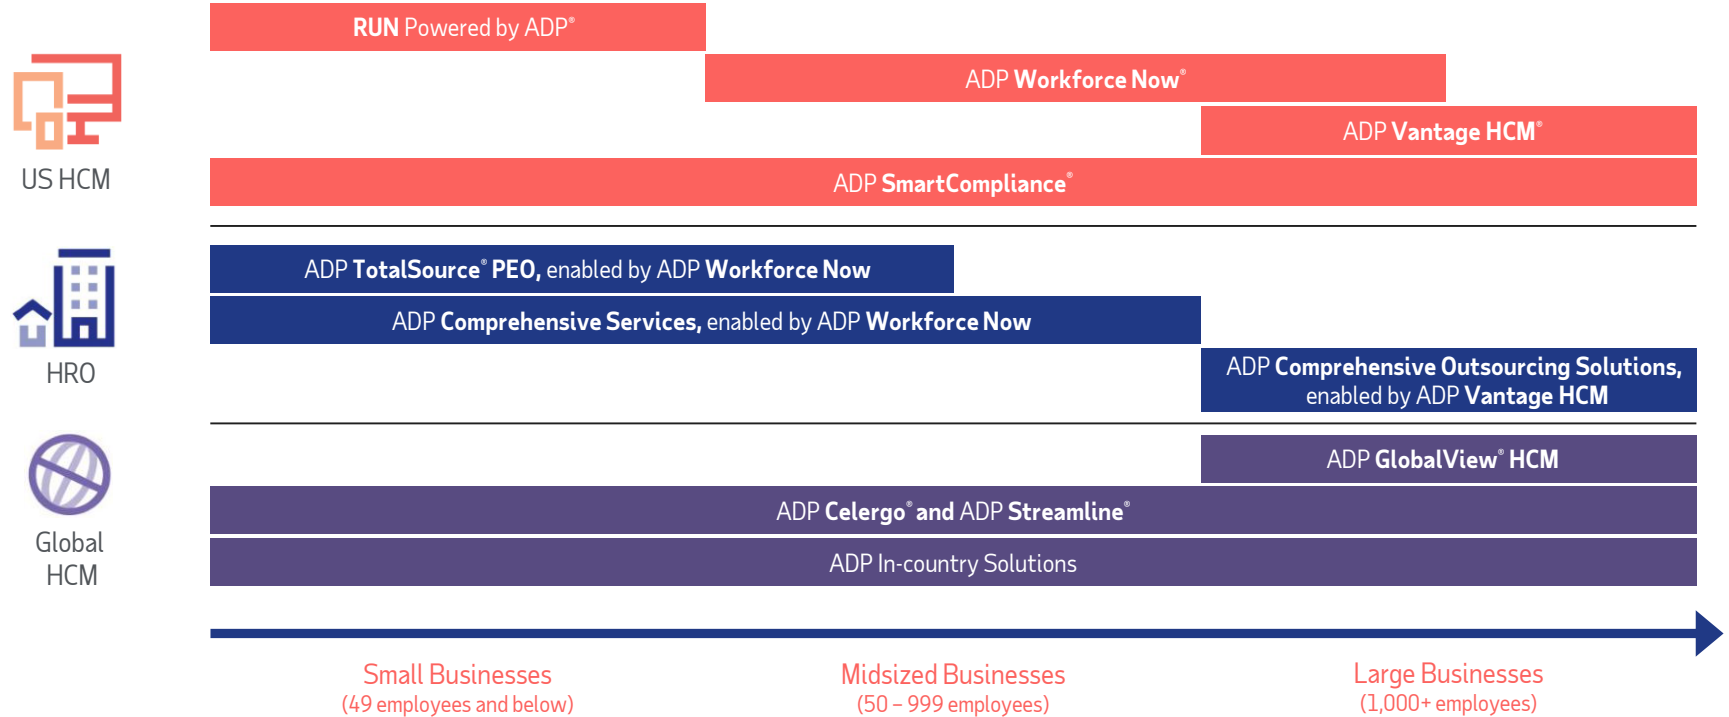 RUN Powered by ADP®
ADP Workforce Now®
ADP Vantage HCM®
ADP SmartCompliance®
US HCM
ADP TotalSource® PEO, enabled by ADP Workforce Now
ADP Comprehensive Services, enabled by ADP Workforce Now
ADP Comprehensive Outsourcing Solutions,
enabled by ADP Vantage HCM
HRO
ADP GlobalView® HCM
ADP Celergo® and ADP Streamline®
ADP In-country Solutions
Global
HCM
Small Businesses
(49 employees and below)
Midsized Businesses
(50 – 999 employees)
Large Businesses
(1,000+ employees)